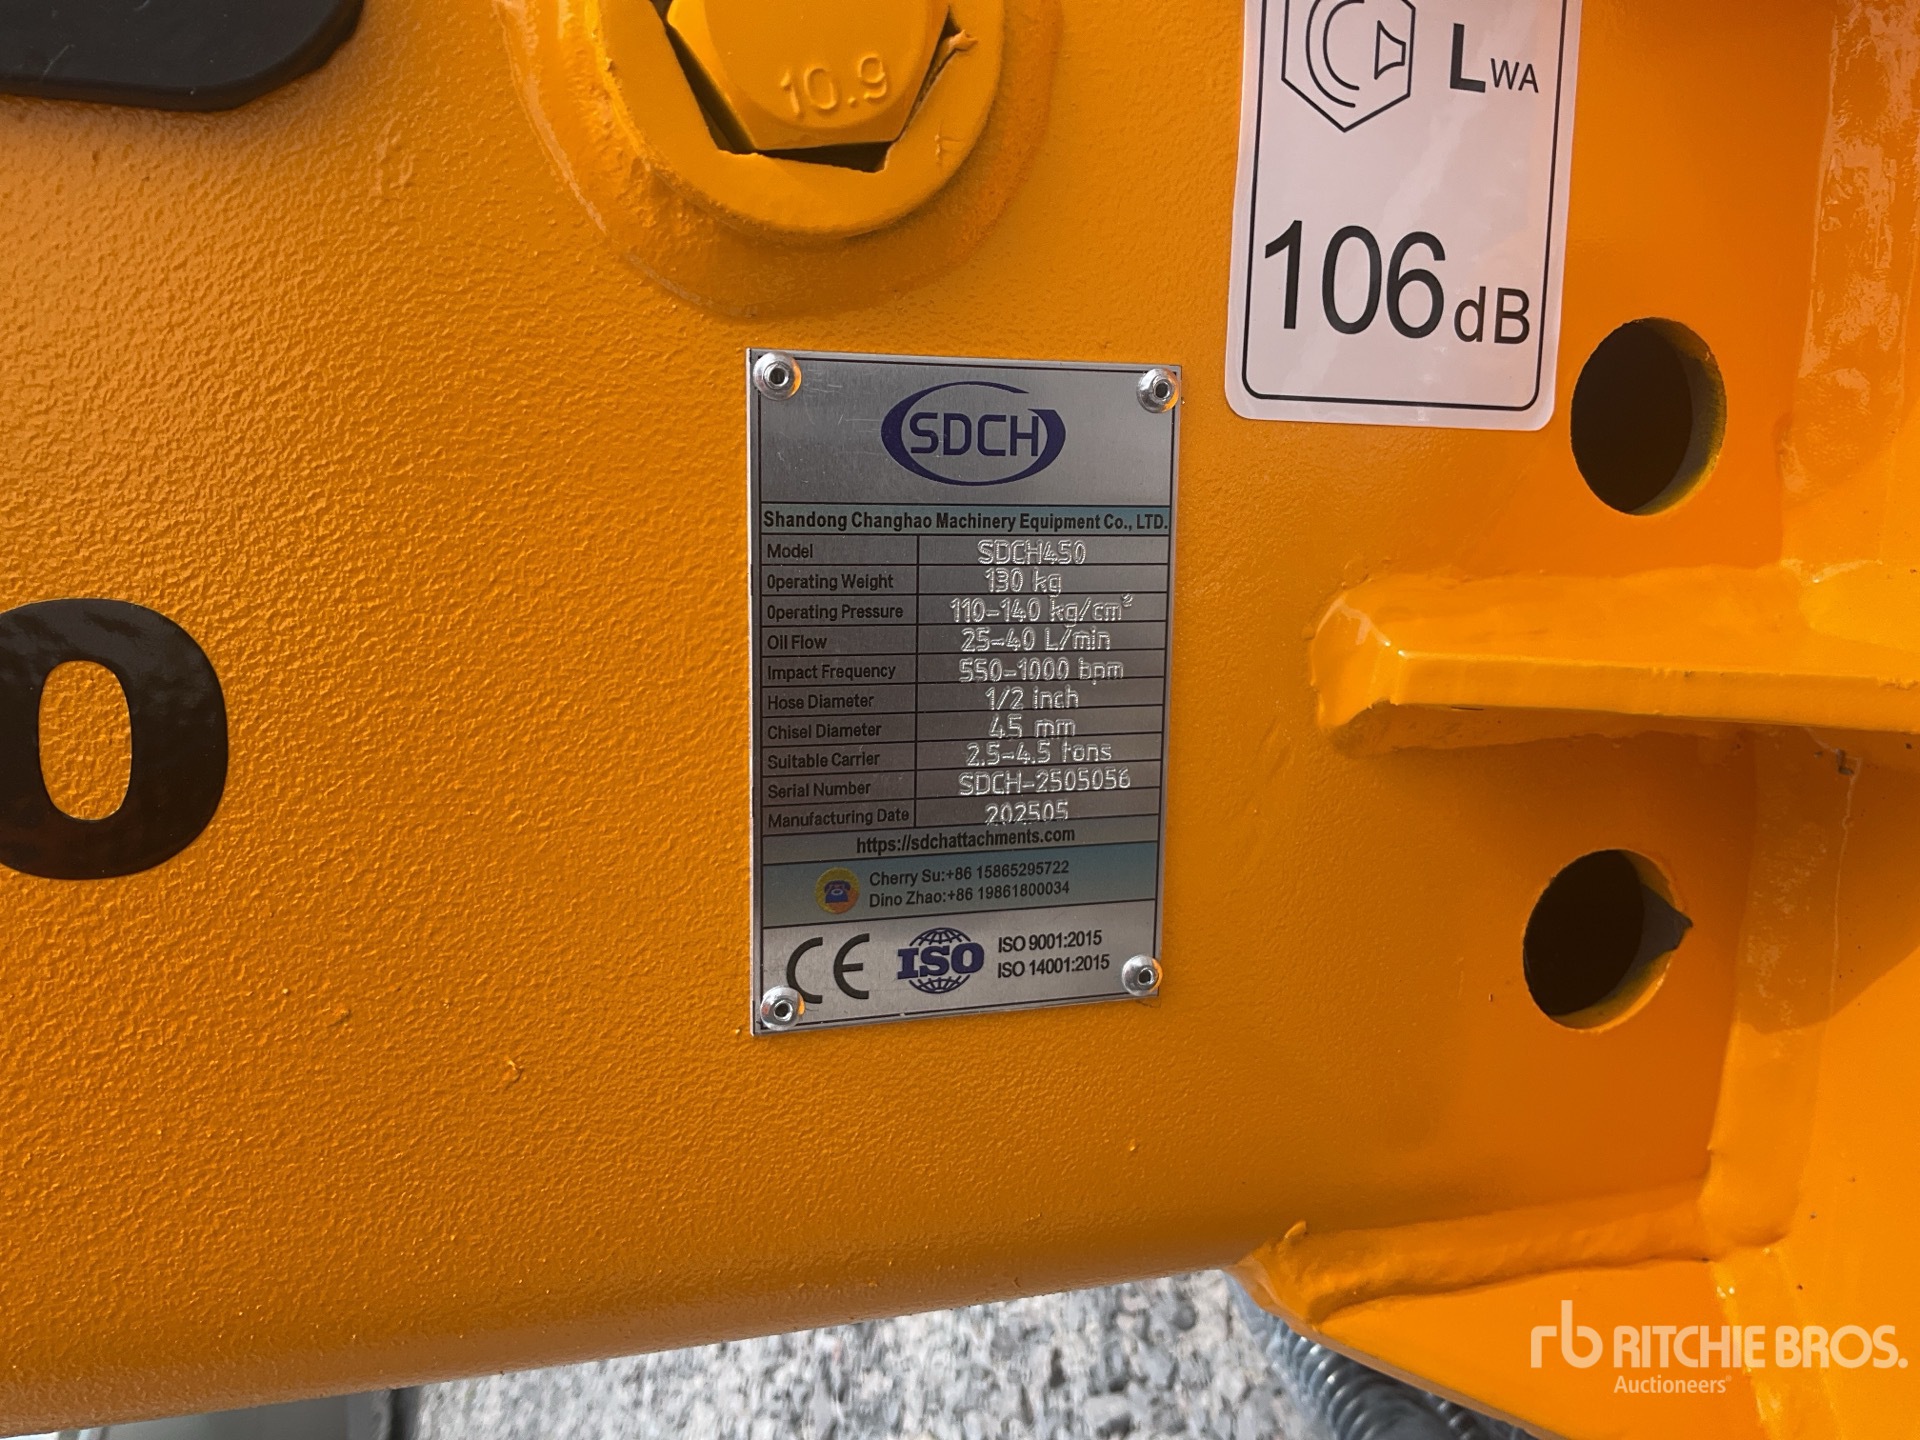 10.9
LWA
106 dB
SDCH
Shandong Changhao Machinery Equipment Co., LTD.
Model SDCH450
Operating Weight 130 kg
Operating Pressure 110-140 kg/cm²
Oil Flow 25-40 L/min
Impact Frequency 550-1000 bpm
Hose Diameter 1/2 inch
Chisel Diameter 45 mm
Suitable Carrier 2.5-4.5 tons
Serial Number SDCH-2505056
Manufacturing Date 202505
https://sdchattachments.com
Cherry Su:+86 15865295722
Dino Zhao:+86 19861800034
CE ISO ISO 9001:2015
ISO 14001:2015
o
rb RITCHIE BROS.
Auctioneers